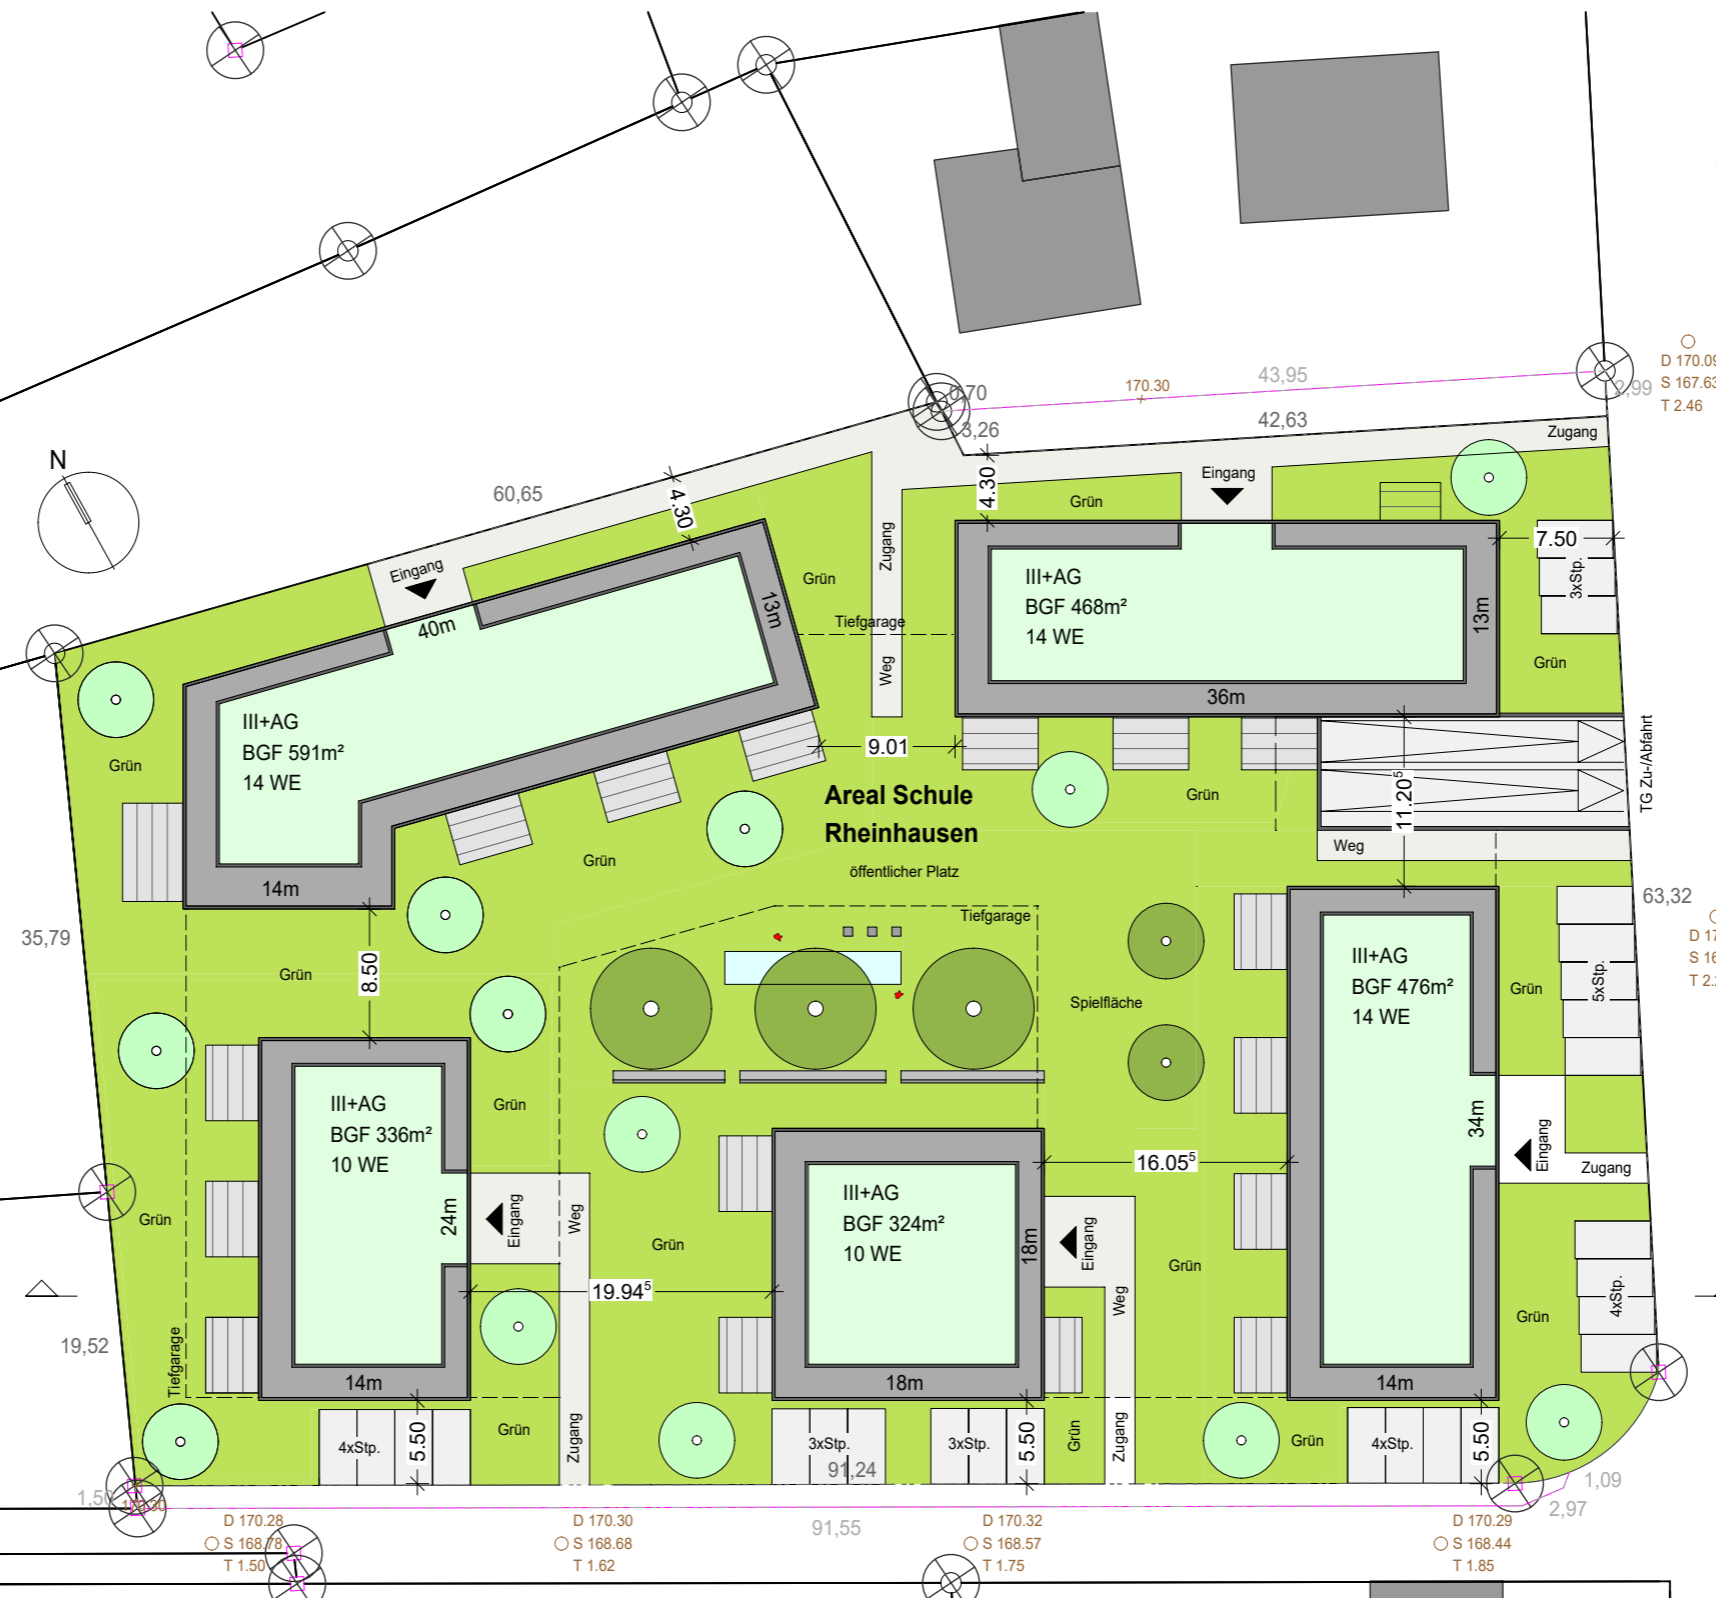 0,70
170.30
43,95
D 170.09
S 167.63
T 2.46
2,99
3,26
42,63
Zugang
N
60,65
4.30
4.30
Eingang
Grün
7.50
3xStp.
Zugang
Eingang
40m
13m
Grün
Tiefgarage
Weg
III+AG
BGF 468m²
14 WE
13m
36m
Grün
III+AG
BGF 591m²
14 WE
Grün
14m
9.01
Areal Schule
Rheinhausen
öffentlicher Platz
Grün
Grün
11.20⁵
TG Zu-/Abfahrt
Weg
63,32
35,79
Grün
8.50
Tiefgarage
Spielfläche
III+AG
BGF 476m²
14 WE
Grün
5xStp.
34m
Eingang
Zugang
III+AG
BGF 336m²
10 WE
Grün
Grün
24m
Eingang
Weg
Grün
III+AG
BGF 324m²
10 WE
18m
Eingang
16.05⁵
Grün
Weg
19.94⁵
19,52
Tiefgarage
14m
18m
14m
Grün
4xStp.
4xStp.
5.50
Grün
Zugang
3xStp.
3xStp.
5.50
Grün
Zugang
Grün
4xStp.
5.50
91,24
1,09
2,97
D 170.28
S 168.78
T 1.50
D 170.30
S 168.68
T 1.62
91,55
D 170.32
S 168.57
T 1.75
D 170.29
S 168.44
T 1.85